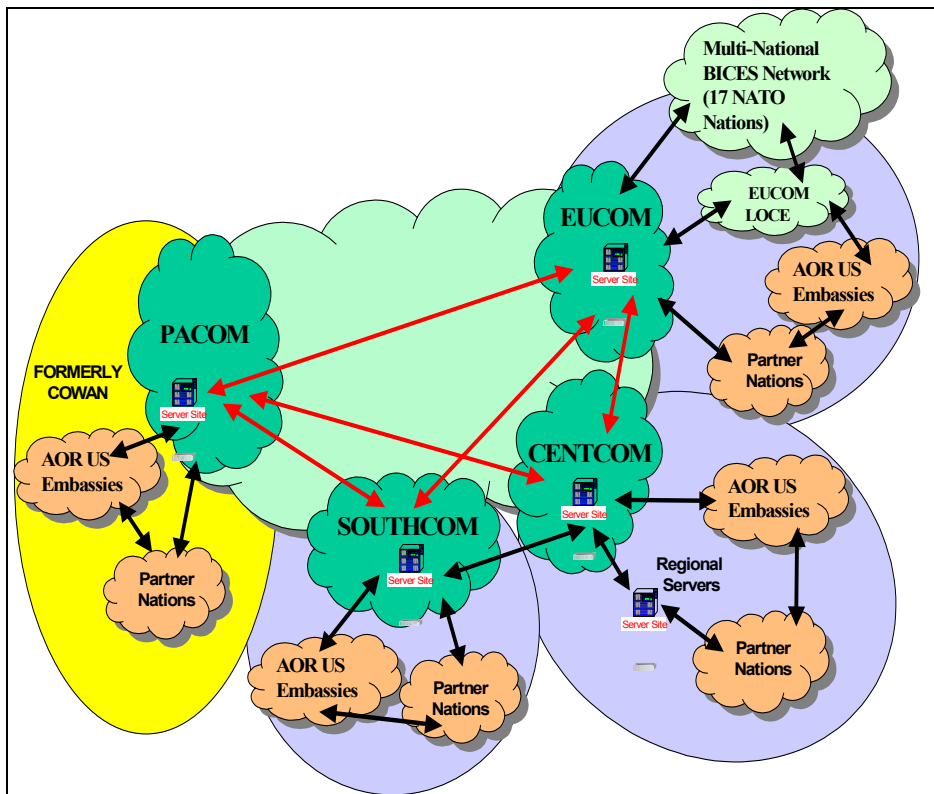 Multi-National
BICES Network
(17 NATO
Nations)
EUCOM
Server Site
EUCOM
LOCE
AOR US
Embassies
Partner
Nations
PACOM
Server Site
FORMERLY
COWAN
AOR US
Embassies
Partner
Nations
CENTCOM
Server Site
AOR US
Embassies
Regional
Servers
Server Site
Partner
Nations
SOUTHCOM
Server Site
AOR US
Embassies
Partner
Nations